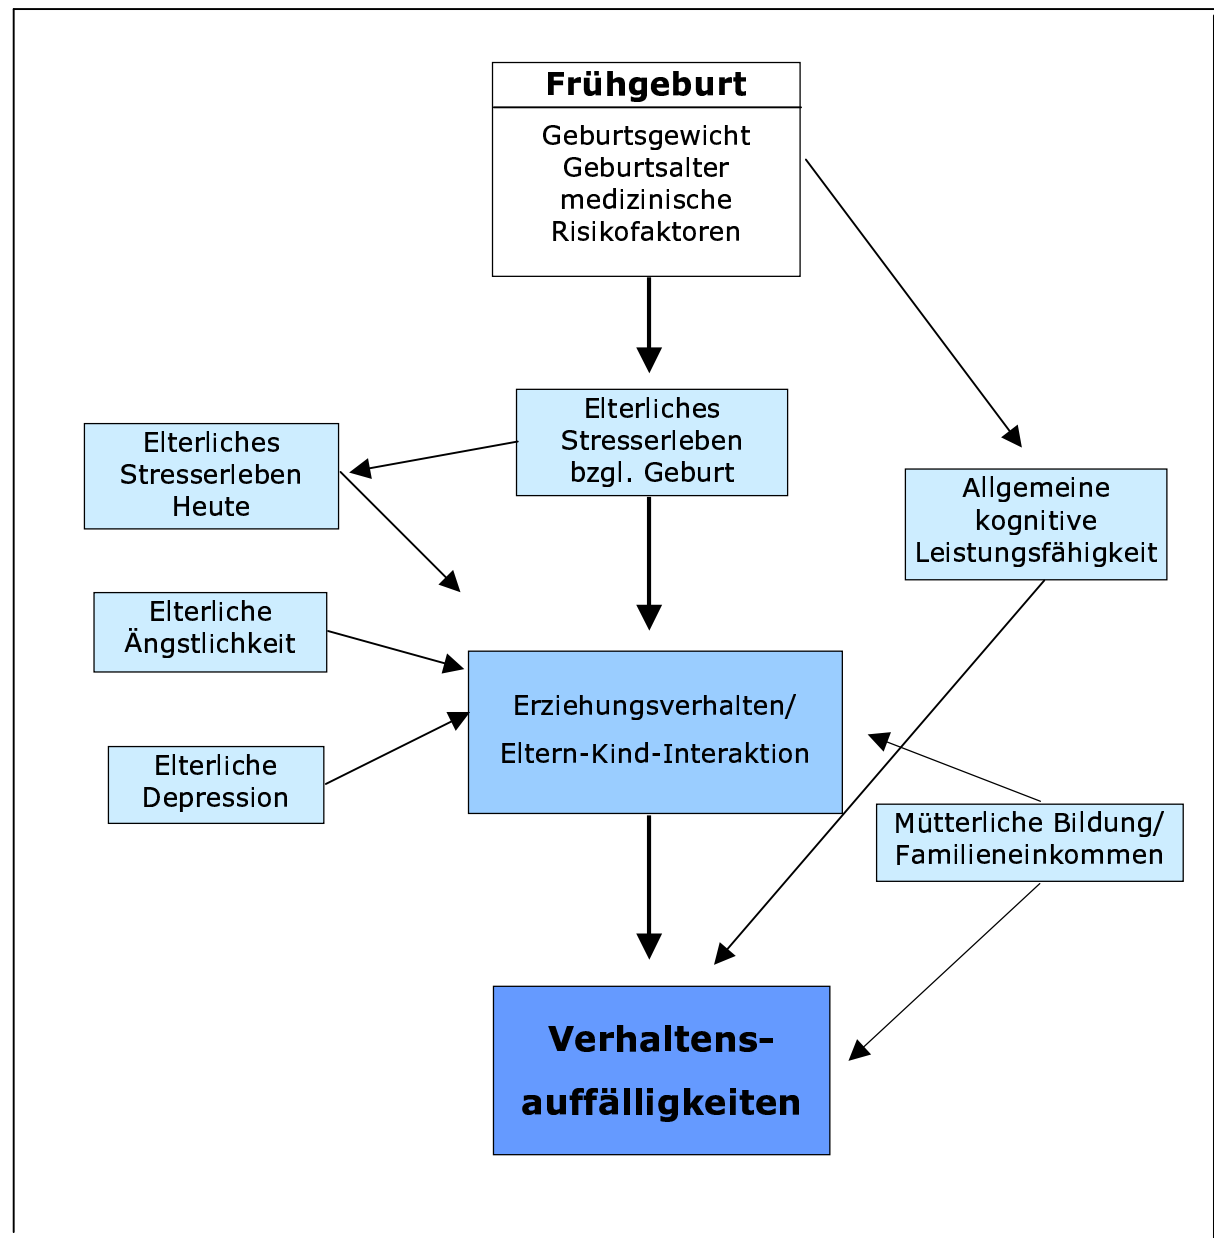 Frühgeburt
Geburtsgewicht
Geburtsalter
medizinische
Risikofaktoren
Elterliches
Stresserleben
bzgl. Geburt
Elterliches
Stresserleben
Heute
Allgemeine
kognitive
Leistungsfähigkeit
Elterliche
Ängstlichkeit
Erziehungsverhalten/
Eltern-Kind-Interaktion
Elterliche
Depression
Mütterliche Bildung/
Familieneinkommen
Verhaltens-
auffälligkeiten